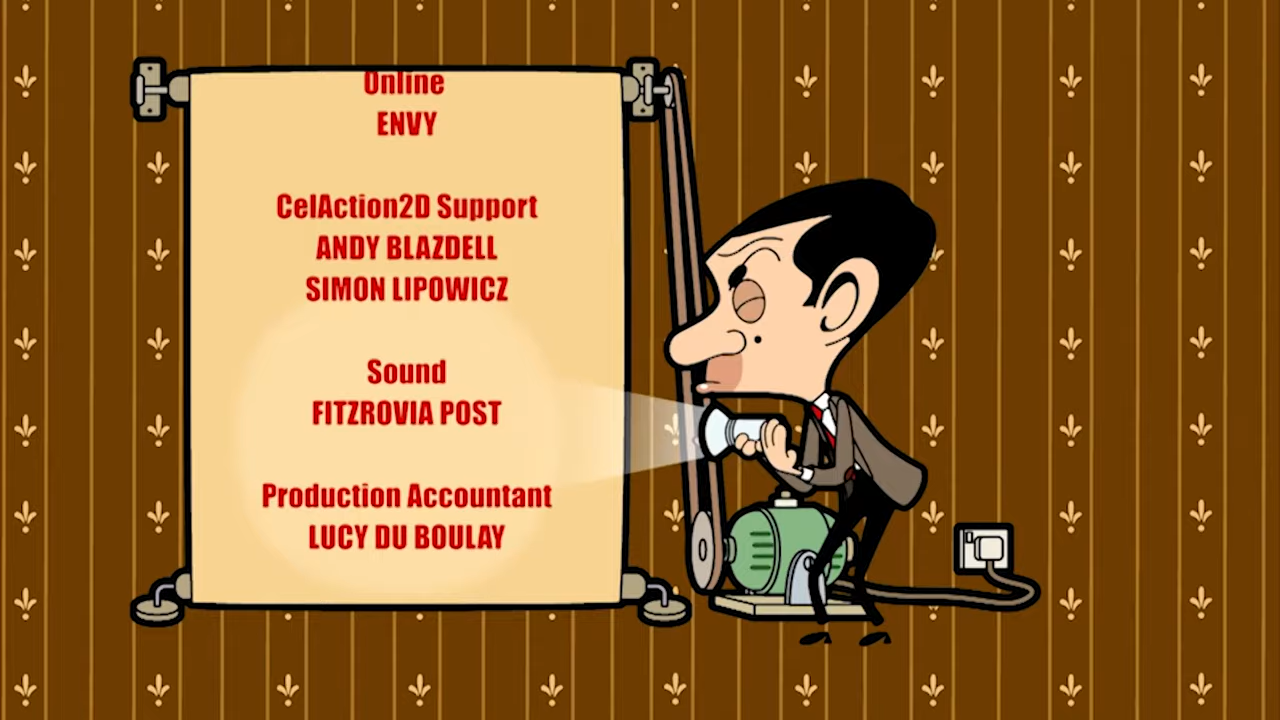 Online
ENVY
CelAction2D Support
ANDY BLAZDELL
SIMON LIPOWICZ
Sound
FITZROVIA POST
Production Accountant
LUCY DU BOULAY